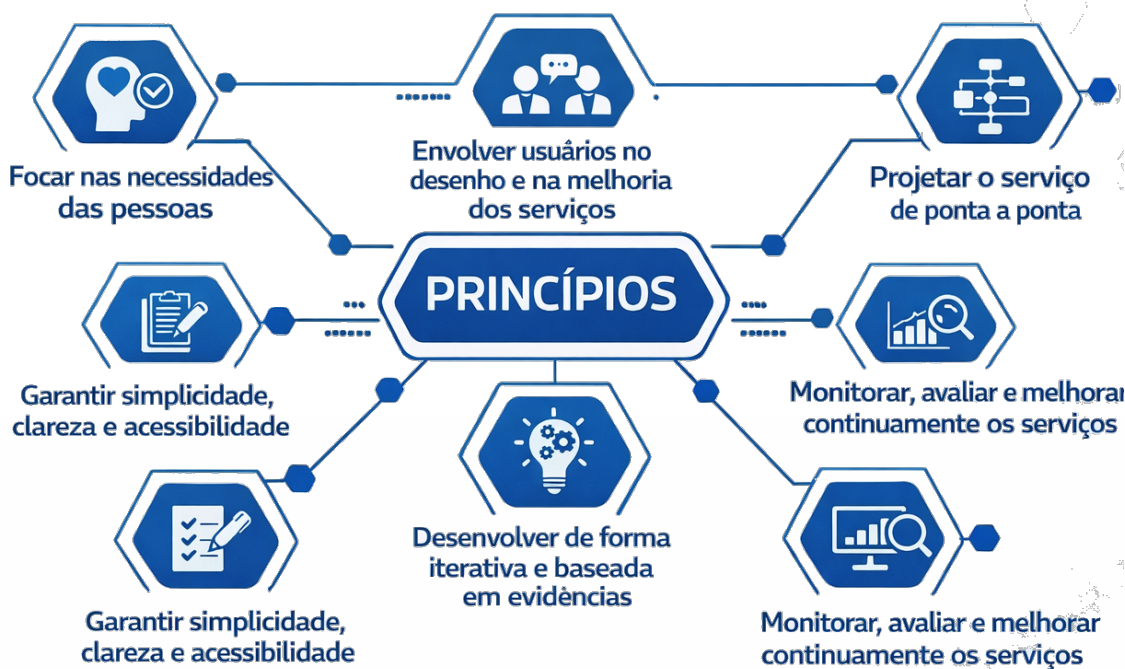 Focar nas necessidades
das pessoas
Envolver usuários no
desenho e na melhoria
dos serviços
Projetar o serviço
de ponta a ponta
PRINCÍPIOS
Garantir simplicidade,
clareza e acessibilidade
Monitorar, avaliar e melhorar
continuamente os serviços
Desenvolver de forma
iterativa e baseada
em evidências
Garantir simplicidade,
clareza e acessibilidade
Monitorar, avaliar e melhorar
continuamente os serviços